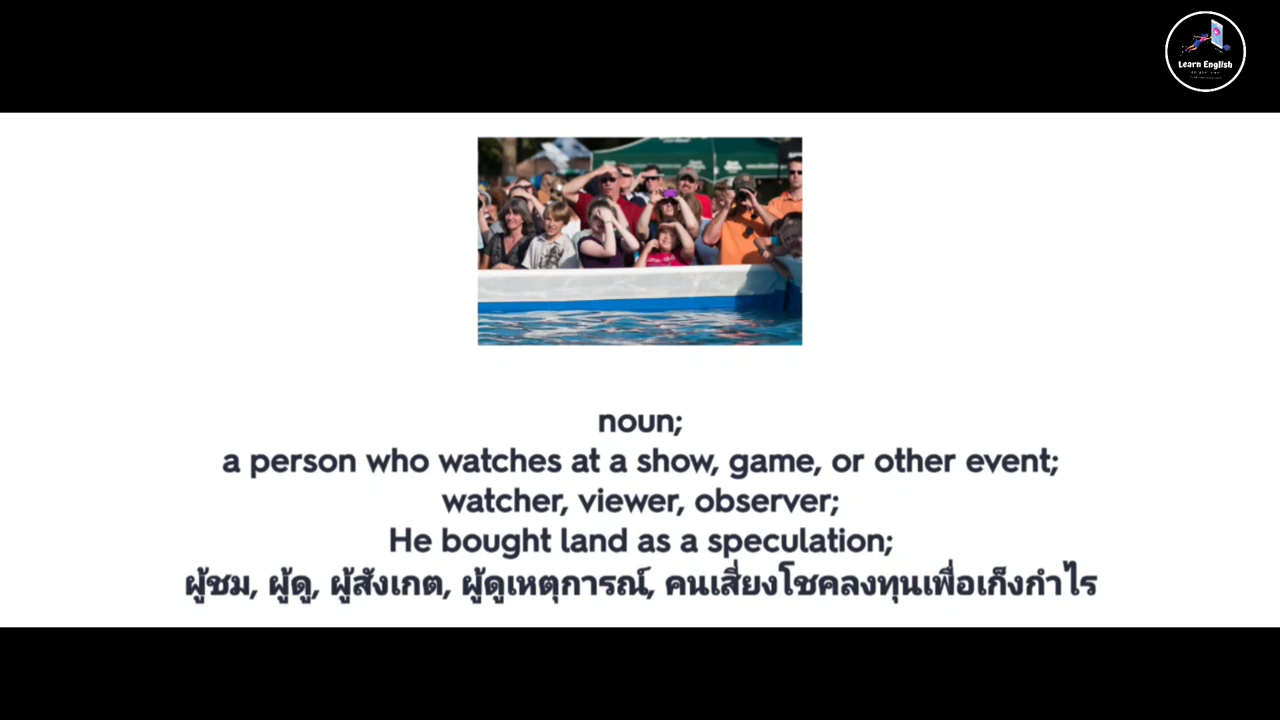 Learn English
noun;
a person who watches at a show, game, or other event;
watcher, viewer, observer;
He bought land as a speculation;
ผู้ชม, ผู้ดู, ผู้สังเกต, ผู้ดูเหตุการณ์, คนเสี่ยงโชคลงทุนเพื่อเก็งกำไร